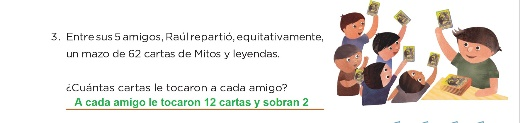 3. Entre sus 5 amigos, Raúl repartió, equitativamente,
un mazo de 62 cartas de Mitos y leyendas.
¿Cuántas cartas le tocaron a cada amigo?
A cada amigo le tocaron 12 cartas y sobran 2